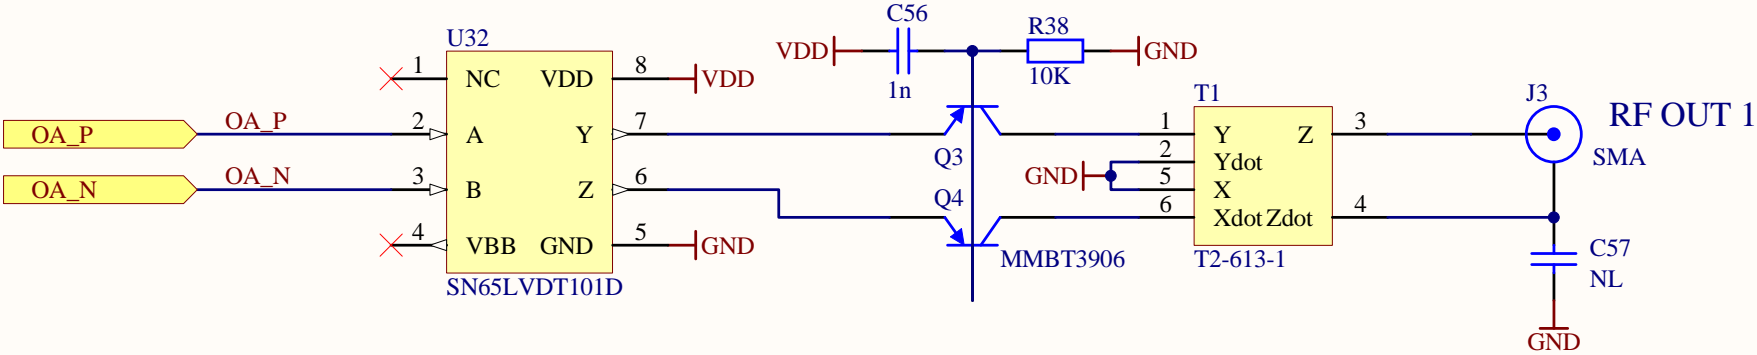 C56
R38
U32
VDD
GND
1
NC
VDD
8
VDD
1n
10K
T1
J3
RF OUT 1
OA_P
OA_P
2
A
Y
7
Q3
1
Y
Z
3
SMA
2
Ydot
GND
OA_N
OA_N
3
B
Z
6
Q4
5
X
6
Xdot
Zdot
4
4
VBB
GND
5
GND
MMBT3906
T2-613-1
C57
NL
SN65LVDT101D
GND